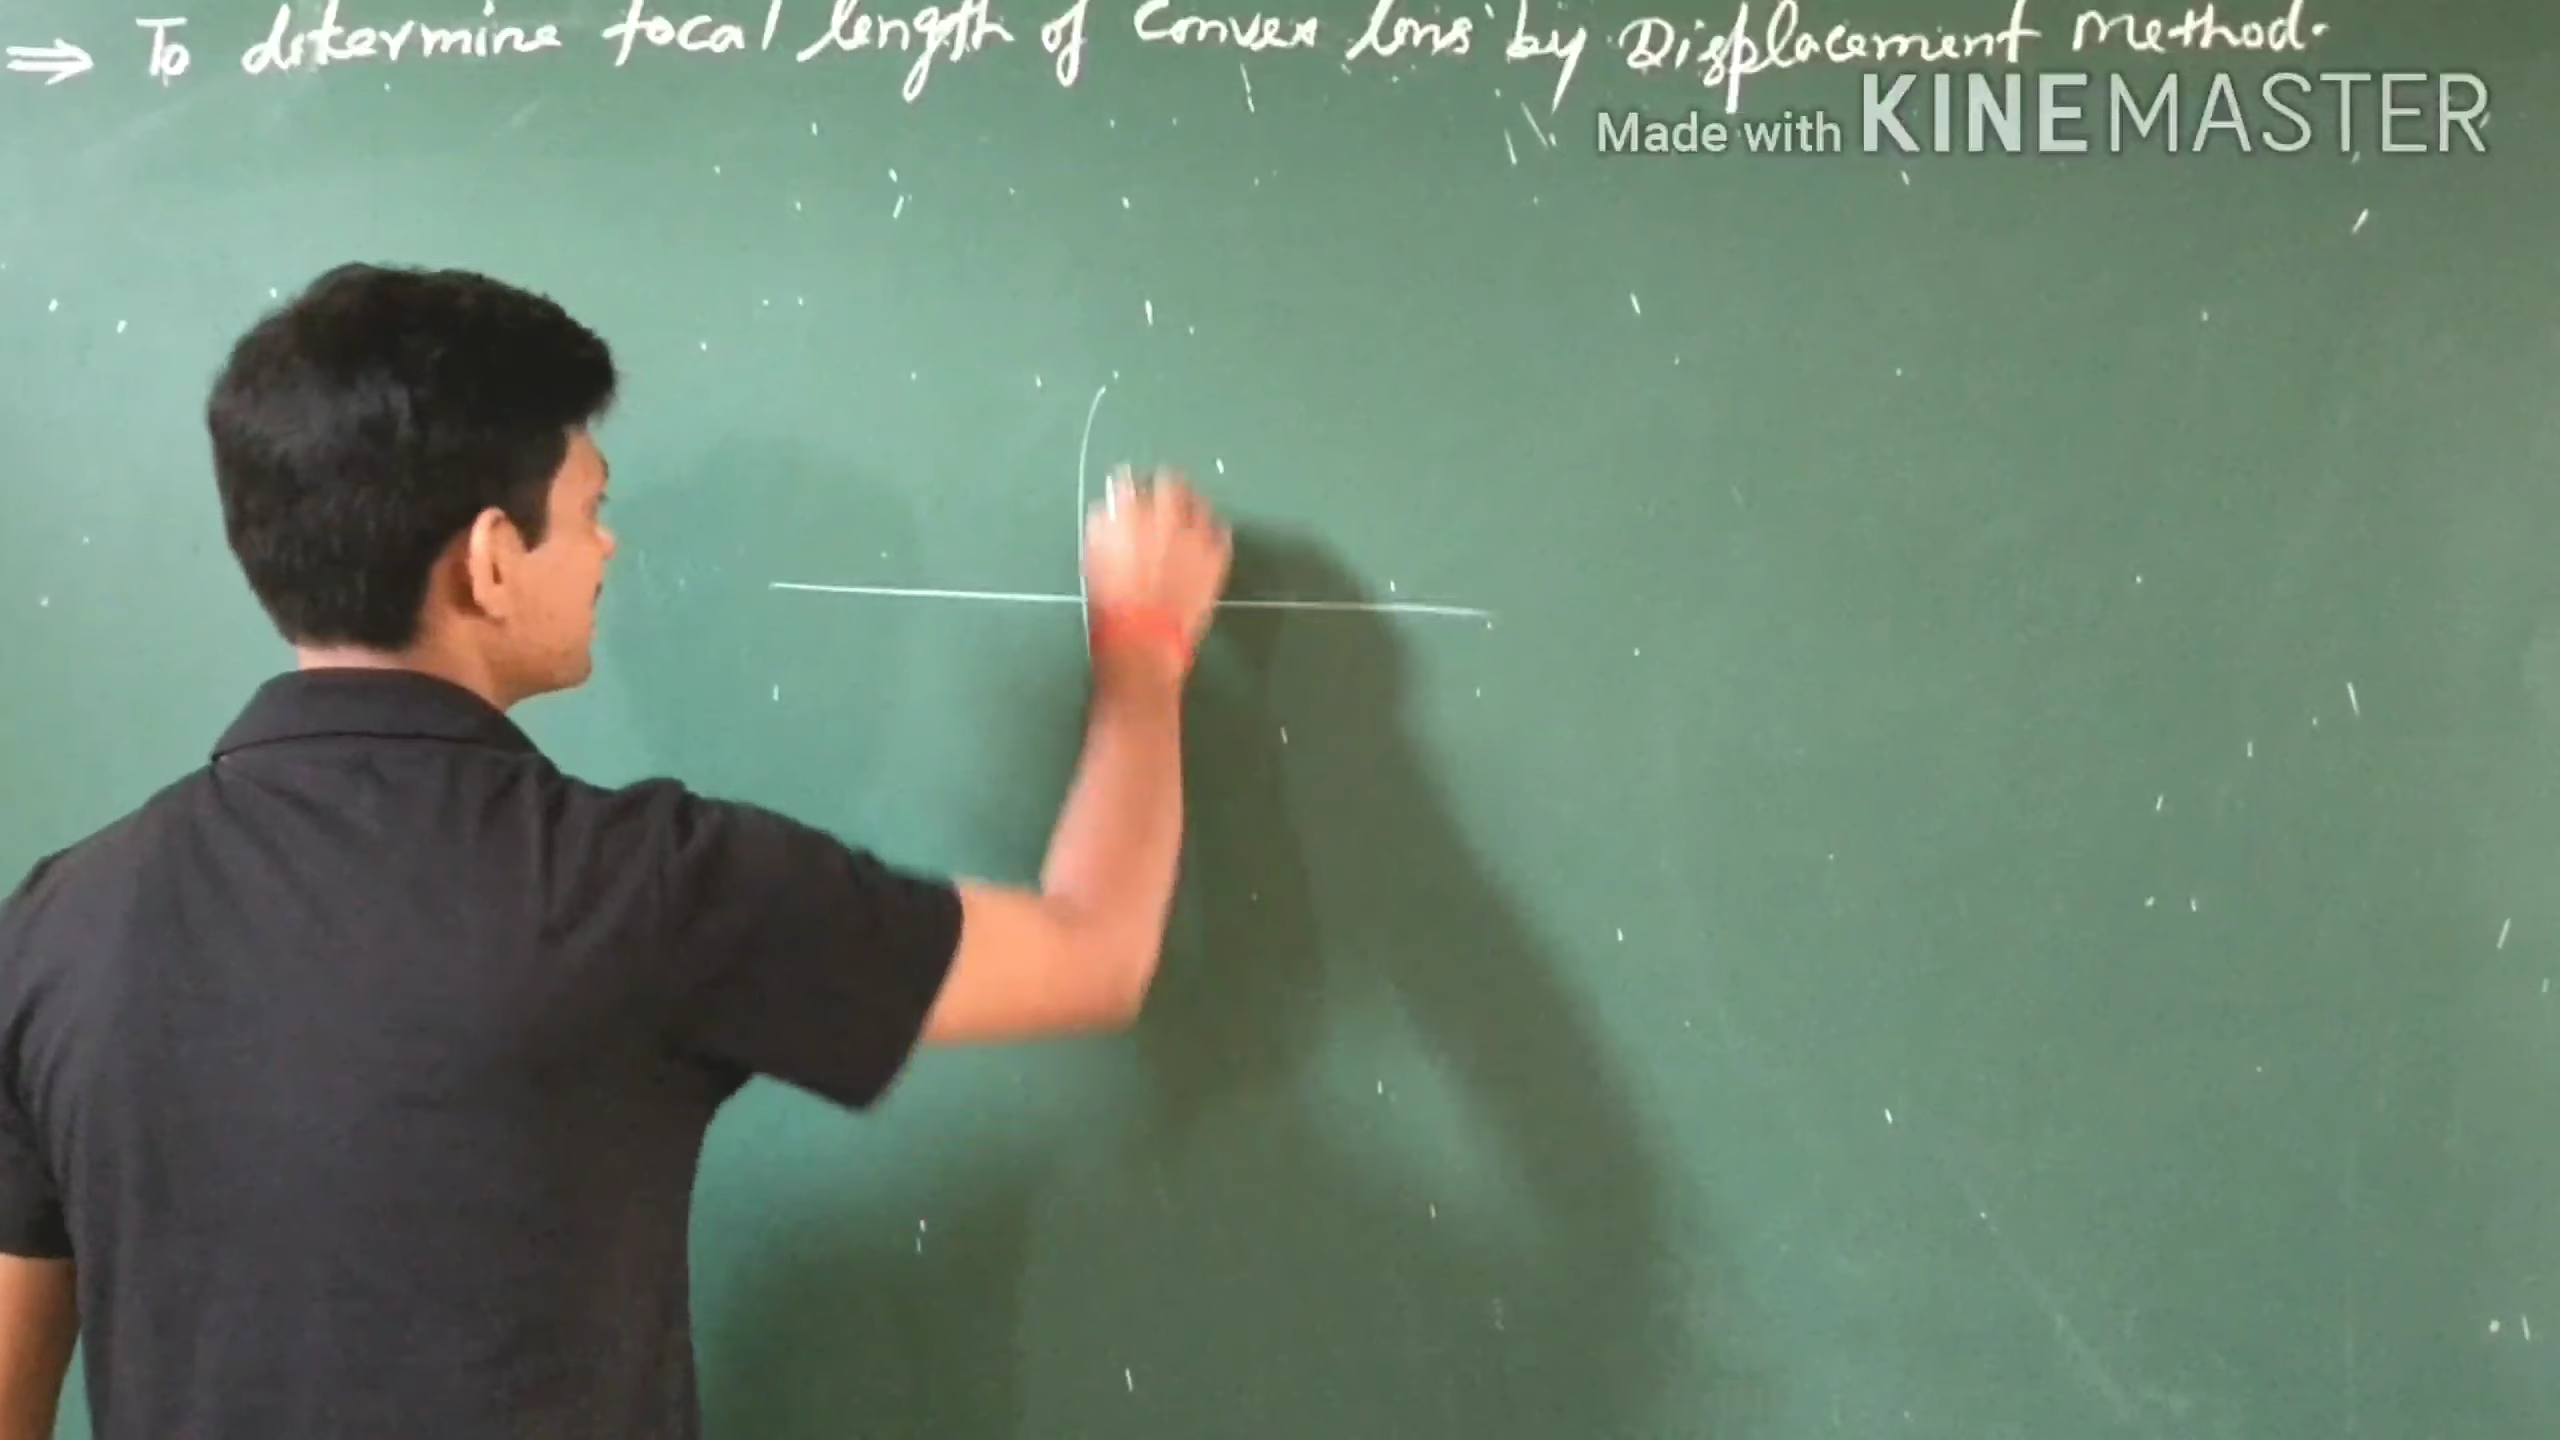 ⇒ To determine focal length of Convex lens by Displacement Method.
Made with KINEMASTER